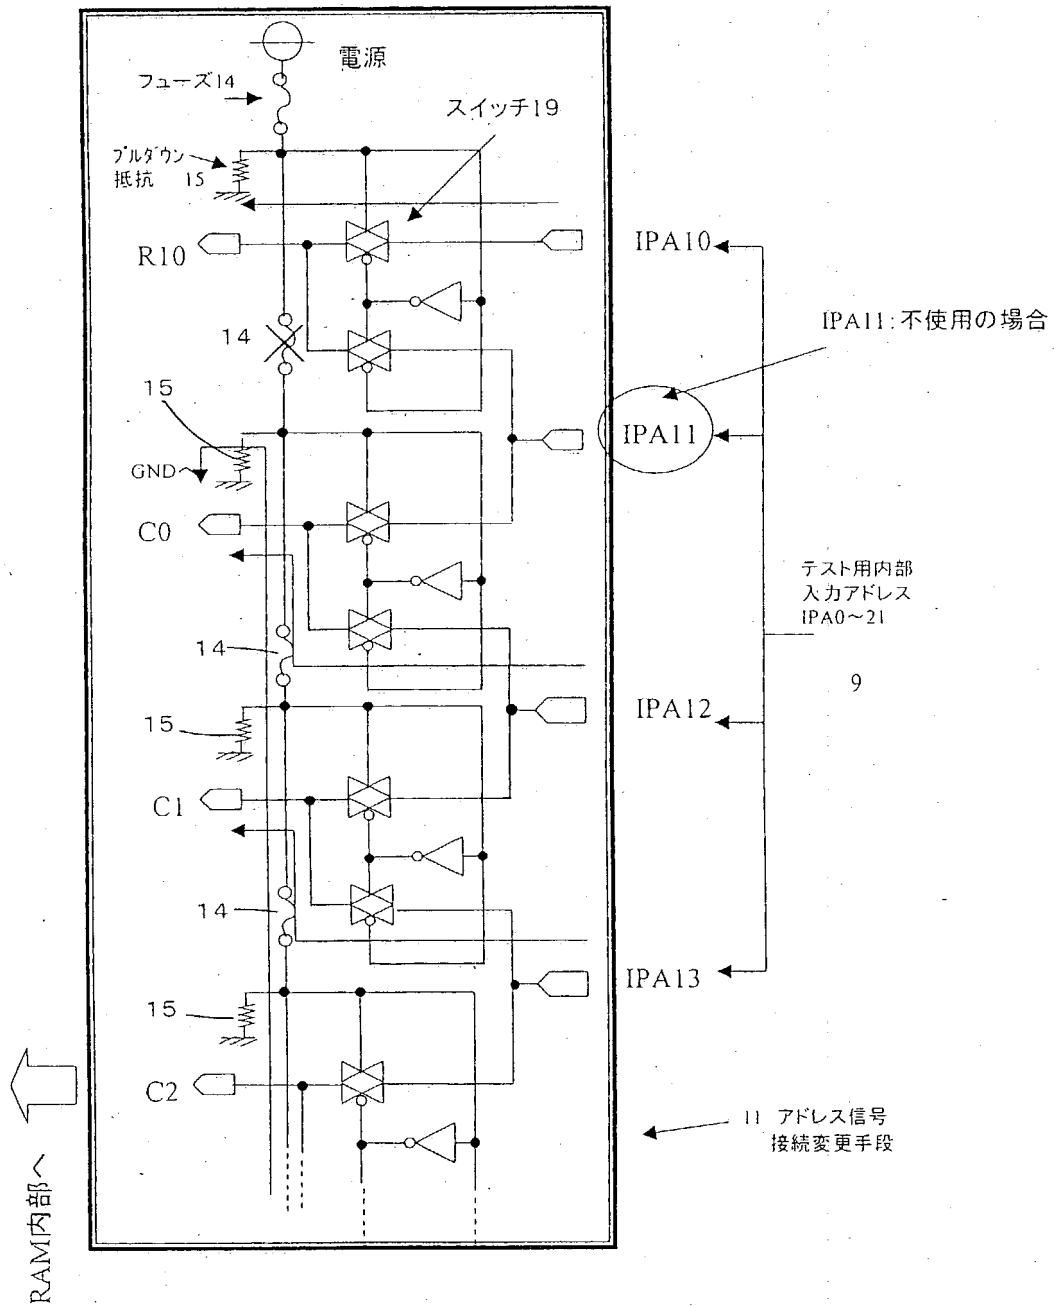 電源
フューズ14
スイッチ19
プルダウン
抵抗 15
R10
IPA10
14
IPA11:不使用の場合
15
IPA11
GNDへ
C0
テスト用内部
入力アドレス
IPA0〜21
14
9
IPA12
15
C1
14
IPA13
15
C2
11 アドレス信号
接続変更手段
RAM内部へ